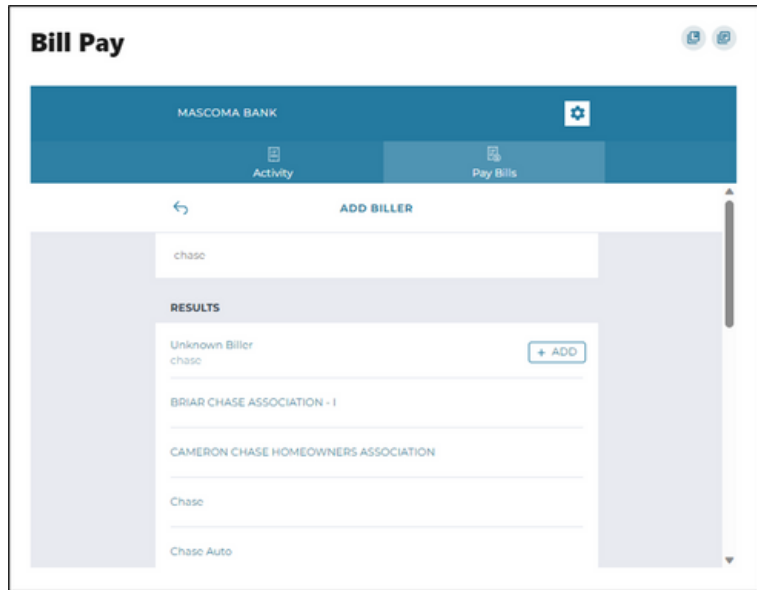 Bill Pay
MASCOMA BANK
Activity
Pay Bills
ADD BILLER
chase
RESULTS
Unknown Biller
chase
+ ADD
BRIAR CHASE ASSOCIATION - I
CAMERON CHASE HOMEOWNERS ASSOCIATION
Chase
Chase Auto